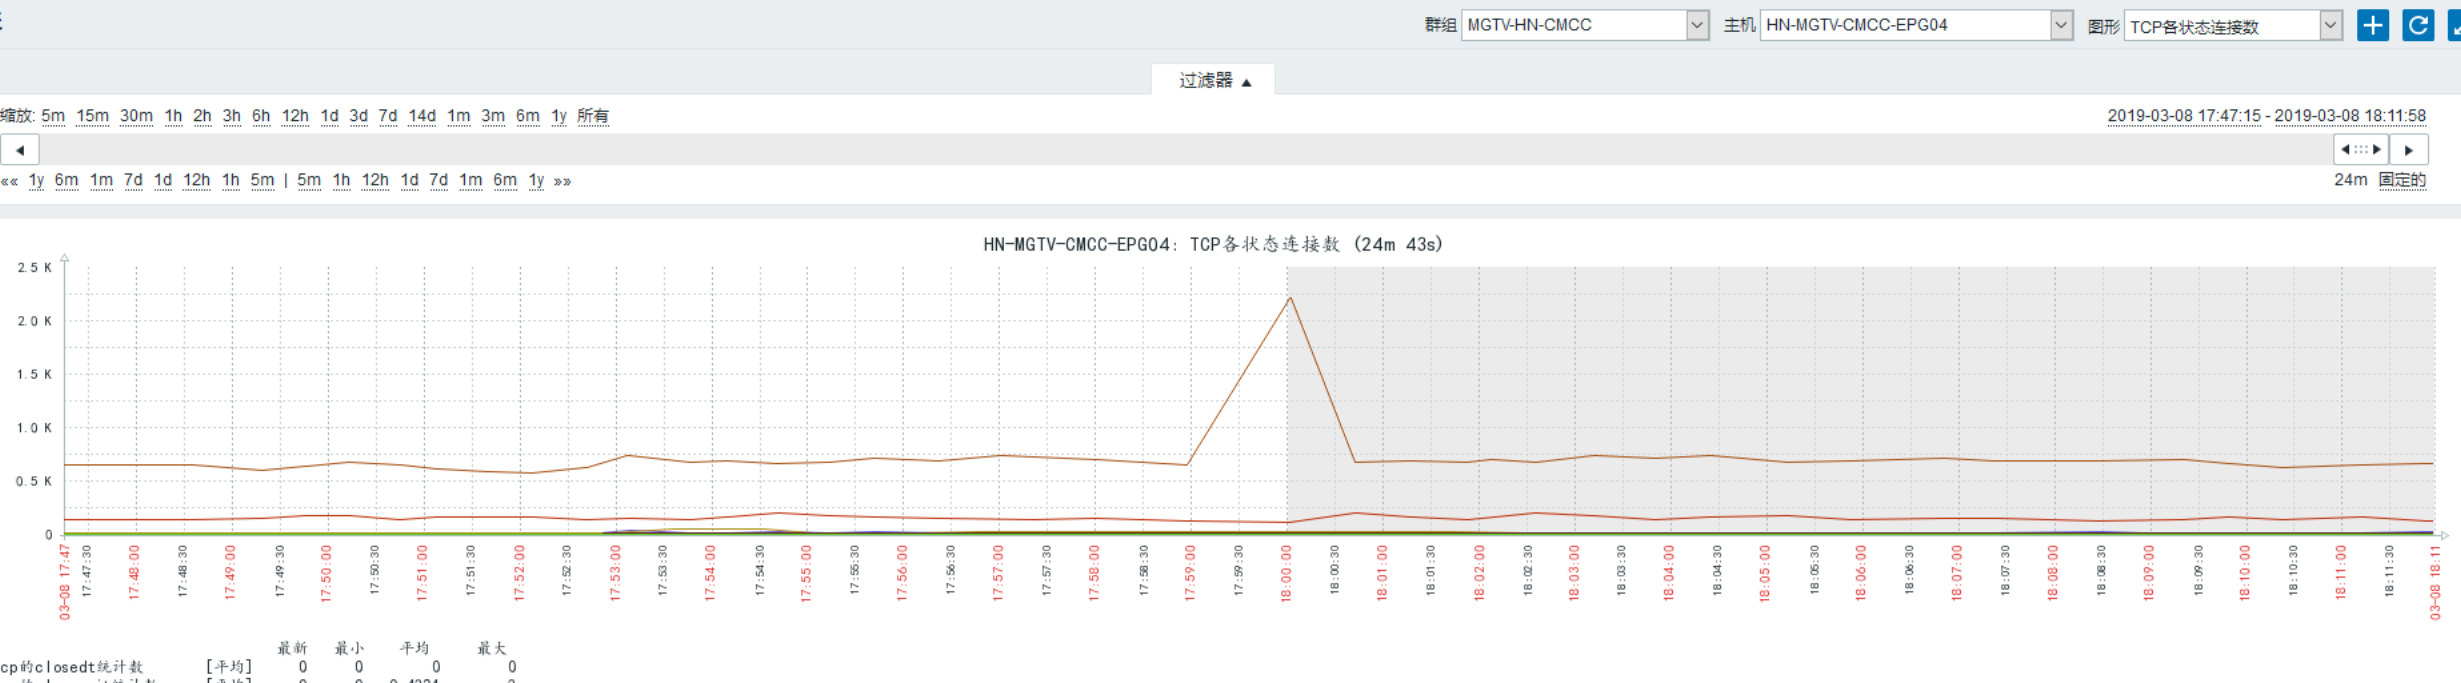 群组 MGTV-HN-CMCC 主机 HN-MGTV-CMCC-EPG04 图形 TCP各状态连接数
过滤器 ▲
缩放: 5m 15m 30m 1h 2h 3h 6h 12h 1d 3d 7d 14d 1m 3m 6m 1y 所有 2019-03-08 17:47:15 - 2019-03-08 18:11:58
«« 1y 6m 1m 7d 1d 12h 1h 5m | 5m 1h 12h 1d 7d 1m 6m 1y »» 24m 固定的
HN-MGTV-CMCC-EPG04: TCP各状态连接数 (24m 43s)
2.5 K
2.0 K
1.5 K
1.0 K
0.5 K
0
03-08 17:47 17:47:30 17:48:00 17:48:30 17:49:00 17:49:30 17:50:00 17:50:30 17:51:00 17:51:30 17:52:00 17:52:30 17:53:00 17:53:30 17:54:00 17:54:30 17:55:00 17:55:30 17:56:00 17:56:30 17:57:00 17:57:30 17:58:00 17:58:30 17:59:00 17:59:30 18:00:00 18:00:30 18:01:00 18:01:30 18:02:00 18:02:30 18:03:00 18:03:30 18:04:00 18:04:30 18:05:00 18:05:30 18:06:00 18:06:30 18:07:00 18:07:30 18:08:00 18:08:30 18:09:00 18:09:30 18:10:00 18:10:30 18:11:00 18:11:30 03-08 18:11
最新 最小 平均 最大
cp的closedt统计数 [平均] 0 0 0 0